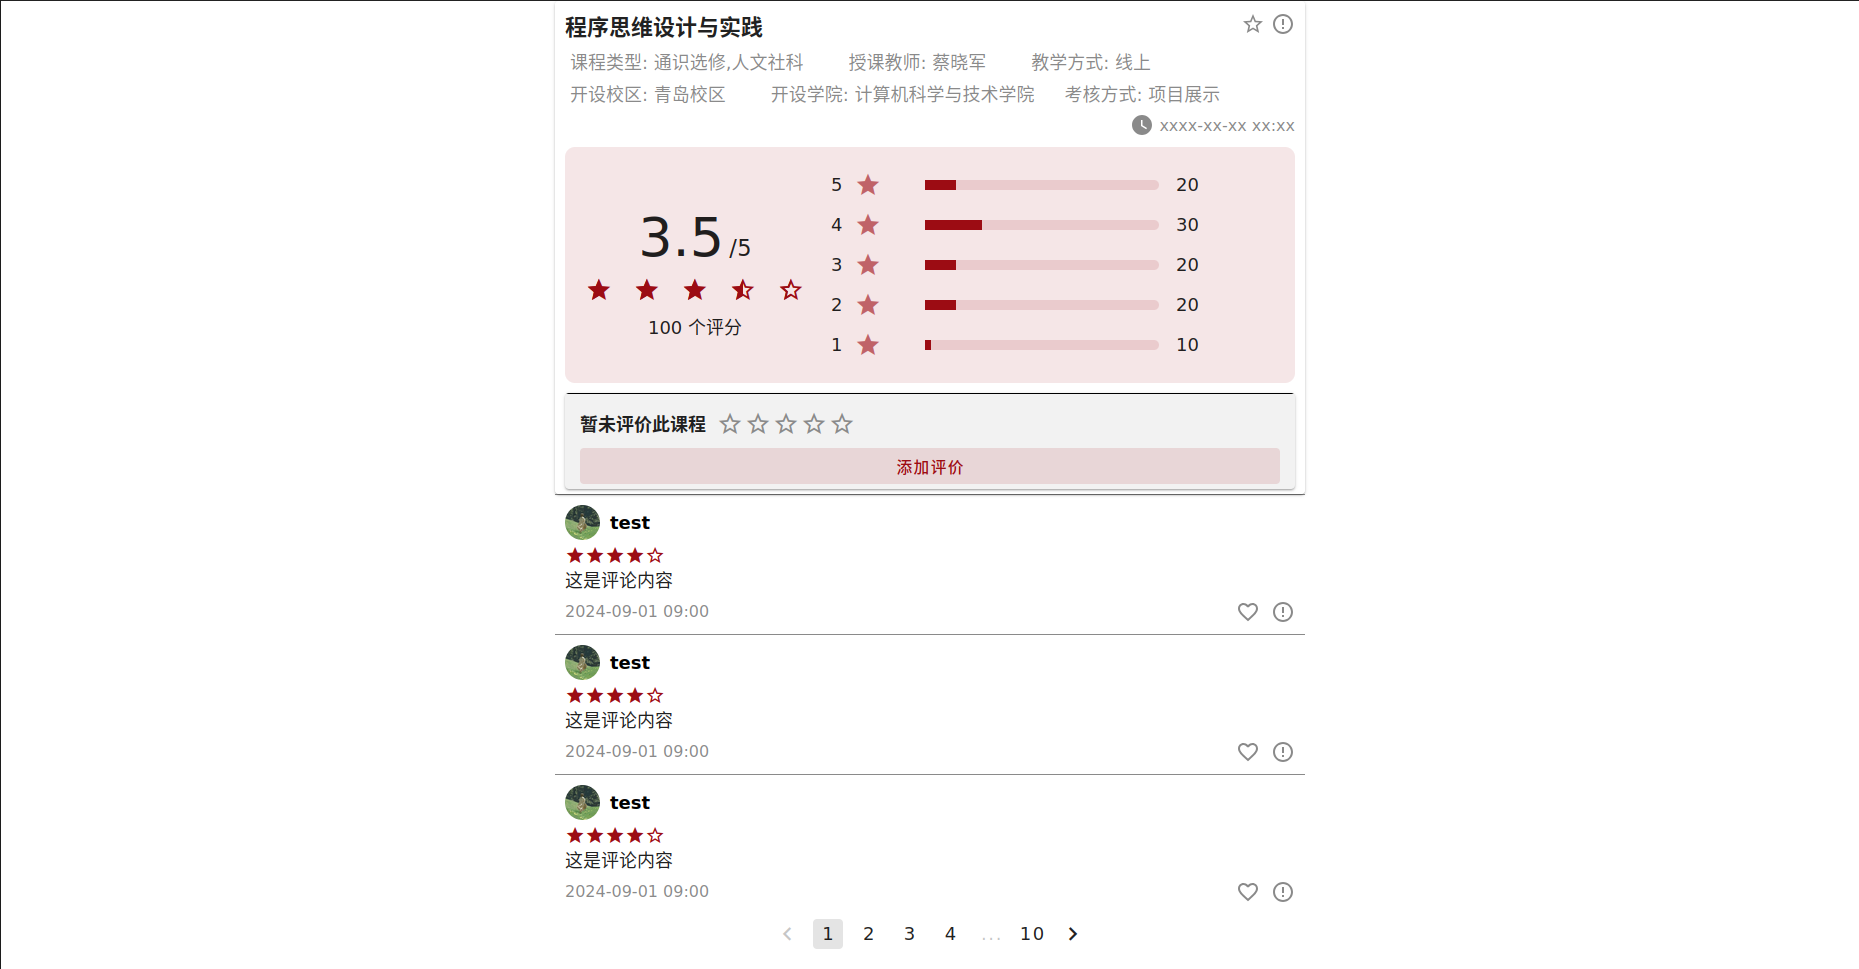 程序思维设计与实践
课程类型: 通识选修,人文社科 授课教师: 蔡晓军 教学方式: 线上
开设校区: 青岛校区 开设学院: 计算机科学与技术学院 考核方式: 项目展示
xxxx-xx-xx xx:xx
3.5 /5
100 个评分
5 20
4 30
3 20
2 20
1 10
暂未评价此课程
添加评价
test
这是评论内容
2024-09-01 09:00
test
这是评论内容
2024-09-01 09:00
test
这是评论内容
2024-09-01 09:00
1 2 3 4 ... 10